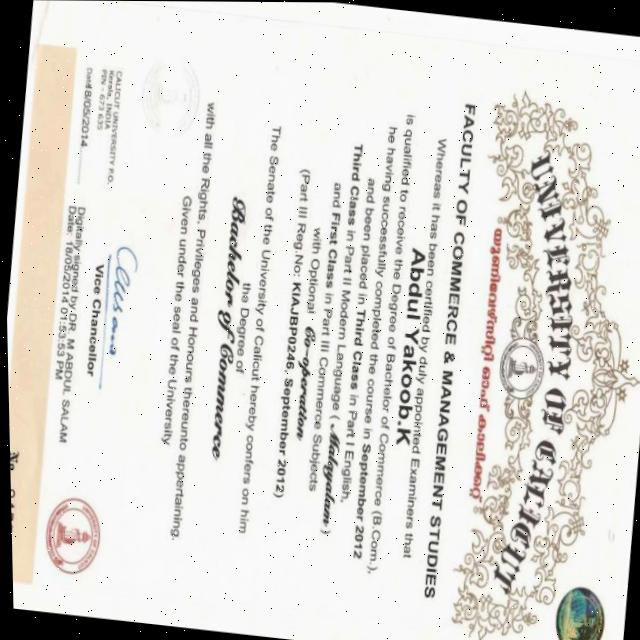 UNIVERSITY OF CALICUT
യൂണിവേഴ്സിറ്റി ഓഫ് കാലിക്കറ്റ്
FACULTY OF COMMERCE & MANAGEMENT STUDIES
Whereas it has been certified by duly appointed Examiners that
Abdul Yakoob.K
is qualified to receive the Degree of Bachelor of Commerce (B.Com.),
he having successfully completed the course in September 2012
and been placed in Third Class in Part I English,
Third Class in Part II Modern Language ( Malayalam )
and First Class in Part III Commerce Subjects
with Optional Co-operation
(Part III Reg.No: KIAJBP0246, September 2012)
The Senate of the University of Calicut hereby confers on him
the Degree of
Bachelor of Commerce
with all the Rights, Privileges and Honours thereunto appertaining.
Given under the seal of the University
Vice Chancellor
CALICUT UNIVERSITY P.O.
Kerala, INDIA
PIN - 673 635
Date18/05/2014
Digitally signed by DR. M ABDUL SALAM
Date: 18/05/2014 01:53:53 PM